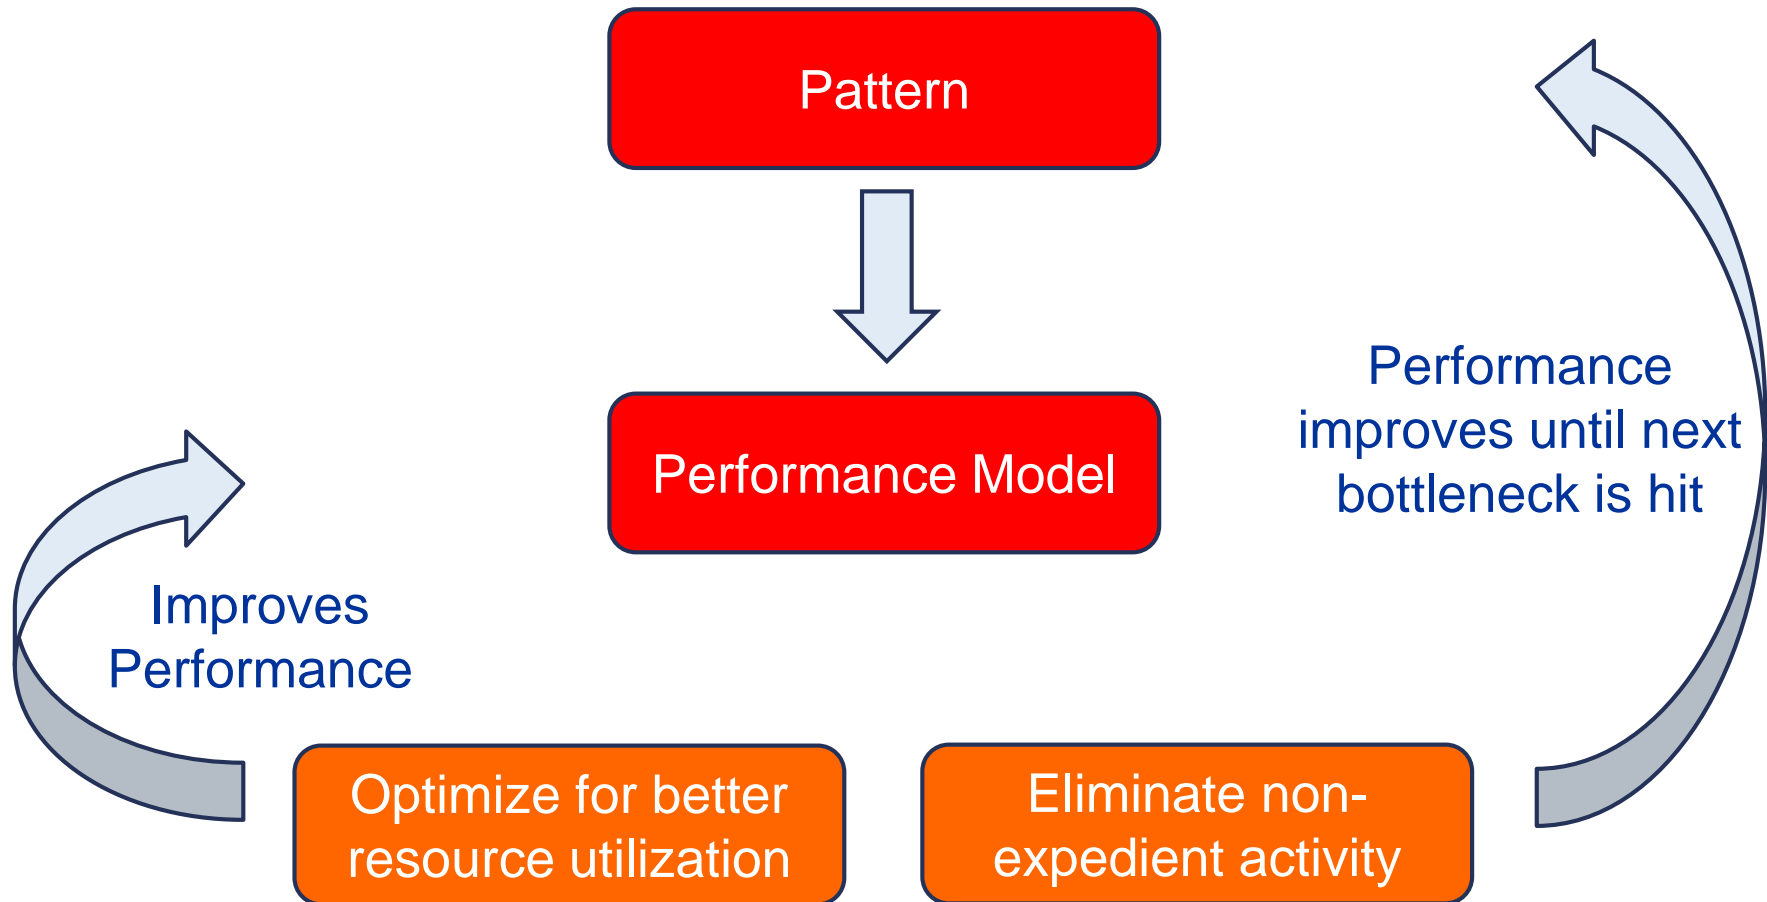 Pattern
Performance Model
Performance
improves until next
bottleneck is hit
Improves
Performance
Optimize for better
resource utilization
Eliminate non-
expedient activity